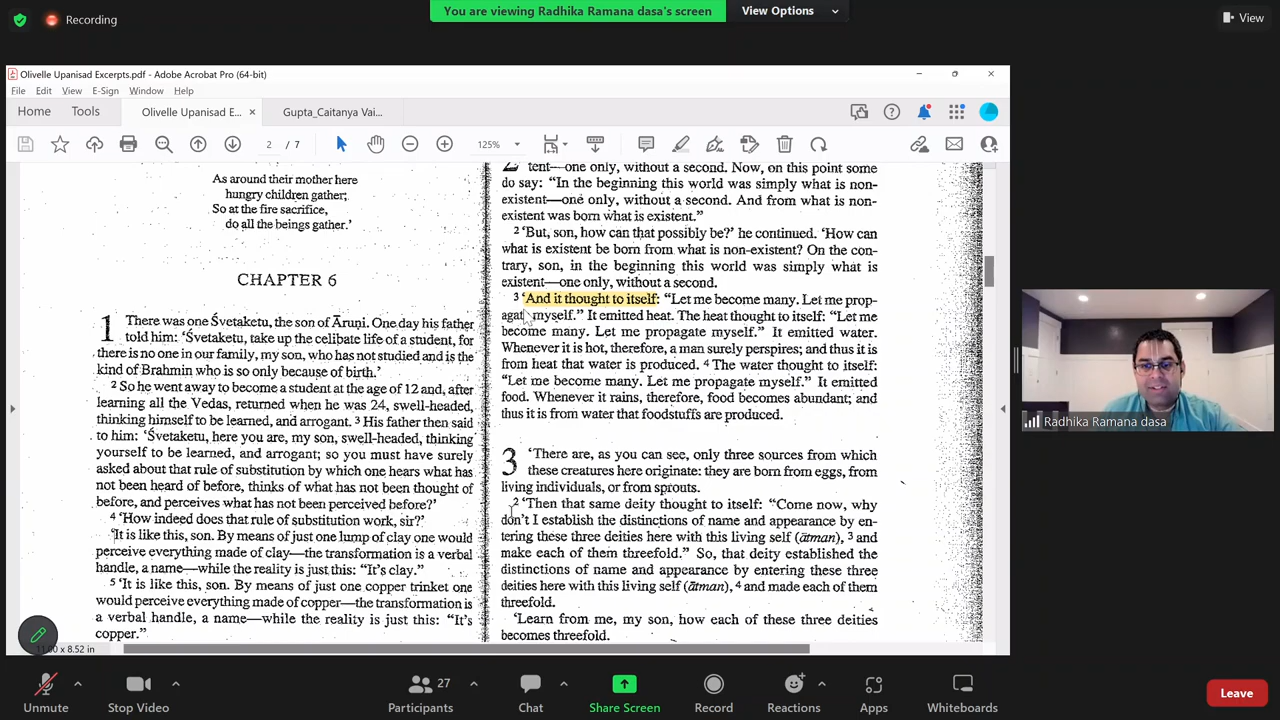 Recording
You are viewing Radhika Ramana dasa's screen
View Options
View
Olivelle Upanisad Excerpts.pdf - Adobe Acrobat Pro (64-bit)
File Edit View E-Sign Window Help
Home Tools Olivelle Upanisad E... × Gupta_Caitanya Vai...
2 / 7 125%
As around their mother here
hungry children gather;
So at the fire sacrifice,
do all the beings gather.'
CHAPTER 6
1 There was one Śvetaketu, the son of Āruṇi. One day his father
told him: 'Śvetaketu, take up the celibate life of a student, for
there is no one in our family, my son, who has not studied and is the
kind of Brahmin who is so only because of birth.'
2 So he went away to become a student at the age of 12 and, after
learning all the Vedas, returned when he was 24, swell-headed,
thinking himself to be learned, and arrogant. 3 His father then said
to him: 'Śvetaketu, here you are, my son, swell-headed, thinking
yourself to be learned, and arrogant; so you must have surely
asked about that rule of substitution by which one hears what has
not been heard of before, thinks of what has not been thought of
before, and perceives what has not been perceived before?'
4 'How indeed does that rule of substitution work, sir?'
'It is like this, son. By means of just one lump of clay one would
perceive everything made of clay—the transformation is a verbal
handle, a name—while the reality is just this: "It's clay."
5 'It is like this, son. By means of just one copper trinket one
would perceive everything made of copper—the transformation is
a verbal handle, a name—while the reality is just this: "It's
copper."
tent—one only, without a second. Now, on this point some
do say: "In the beginning this world was simply what is non-
existent—one only, without a second. And from what is non-
existent was born what is existent."
2 'But, son, how can that possibly be?' he continued. 'How can
what is existent be born from what is non-existent? On the con-
trary, son, in the beginning this world was simply what is
existent—one only, without a second.
3 'And it thought to itself: "Let me become many. Let me prop-
agate myself." It emitted heat. The heat thought to itself: "Let me
become many. Let me propagate myself." It emitted water.
Whenever it is hot, therefore, a man surely perspires; and thus it is
from heat that water is produced. 4 The water thought to itself:
"Let me become many. Let me propagate myself." It emitted
food. Whenever it rains, therefore, food becomes abundant; and
thus it is from water that foodstuffs are produced.
3 'There are, as you can see, only three sources from which
these creatures here originate: they are born from eggs, from
living individuals, or from sprouts.
2 'Then that same deity thought to itself: "Come now, why
don't I establish the distinctions of name and appearance by en-
tering these three deities here with this living self (ātman), 3 and
make each of them threefold." So, that deity established the
distinctions of name and appearance by entering these three
deities here with this living self (ātman), 4 and made each of them
threefold.
'Learn from me, my son, how each of these three deities
becomes threefold.
x 8.52 in
Radhika Ramana dasa
Unmute Stop Video Participants 27 Chat Share Screen Record Reactions Apps Whiteboards Leave